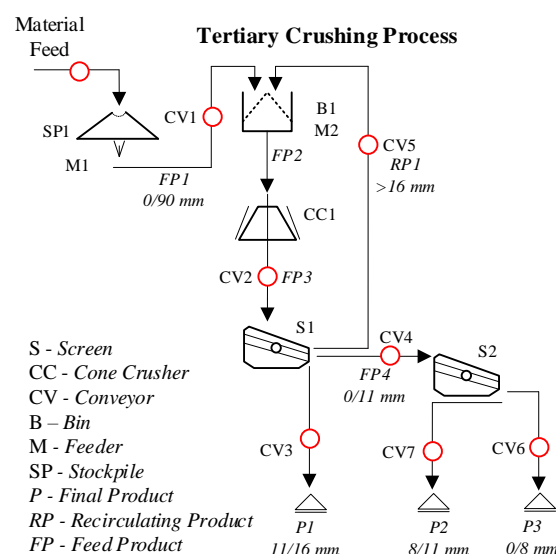 Tertiary Crushing Process
Material
Feed
SP1
M1
CV1
FP1
0/90 mm
B1
M2
FP2
CV5
RP1
>16 mm
CC1
CV2
FP3
S1
CV4
FP4
0/11 mm
S2
CV3
CV7
CV6
P1
11/16 mm
P2
8/11 mm
P3
0/8 mm
S - Screen
CC - Cone Crusher
CV - Conveyor
B – Bin
M - Feeder
SP - Stockpile
P - Final Product
RP - Recirculating Product
FP - Feed Product